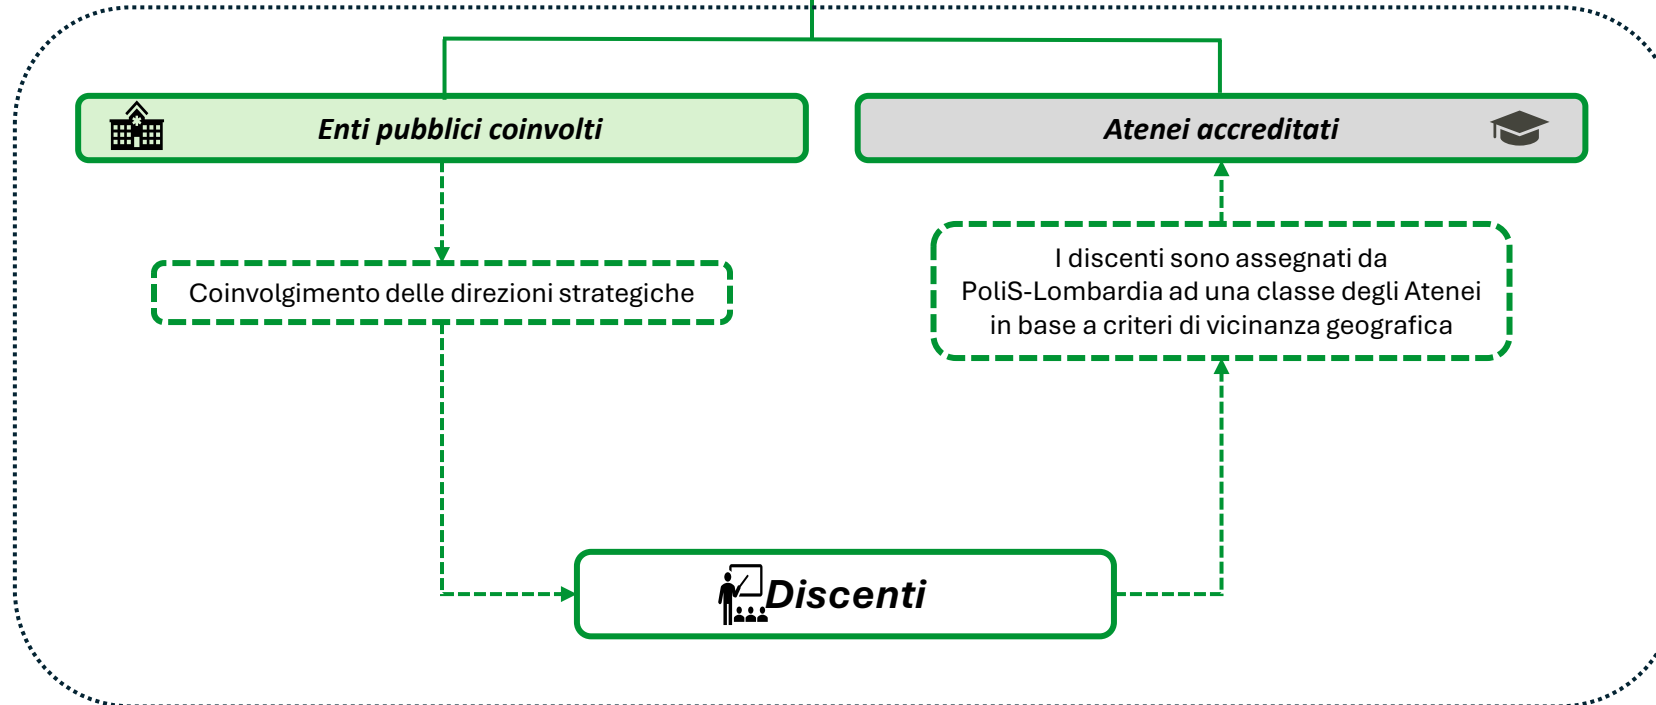 Enti pubblici coinvolti
Atenei accreditati
Coinvolgimento delle direzioni strategiche
I discenti sono assegnati da
PoliS-Lombardia ad una classe degli Atenei
in base a criteri di vicinanza geografica
Discenti